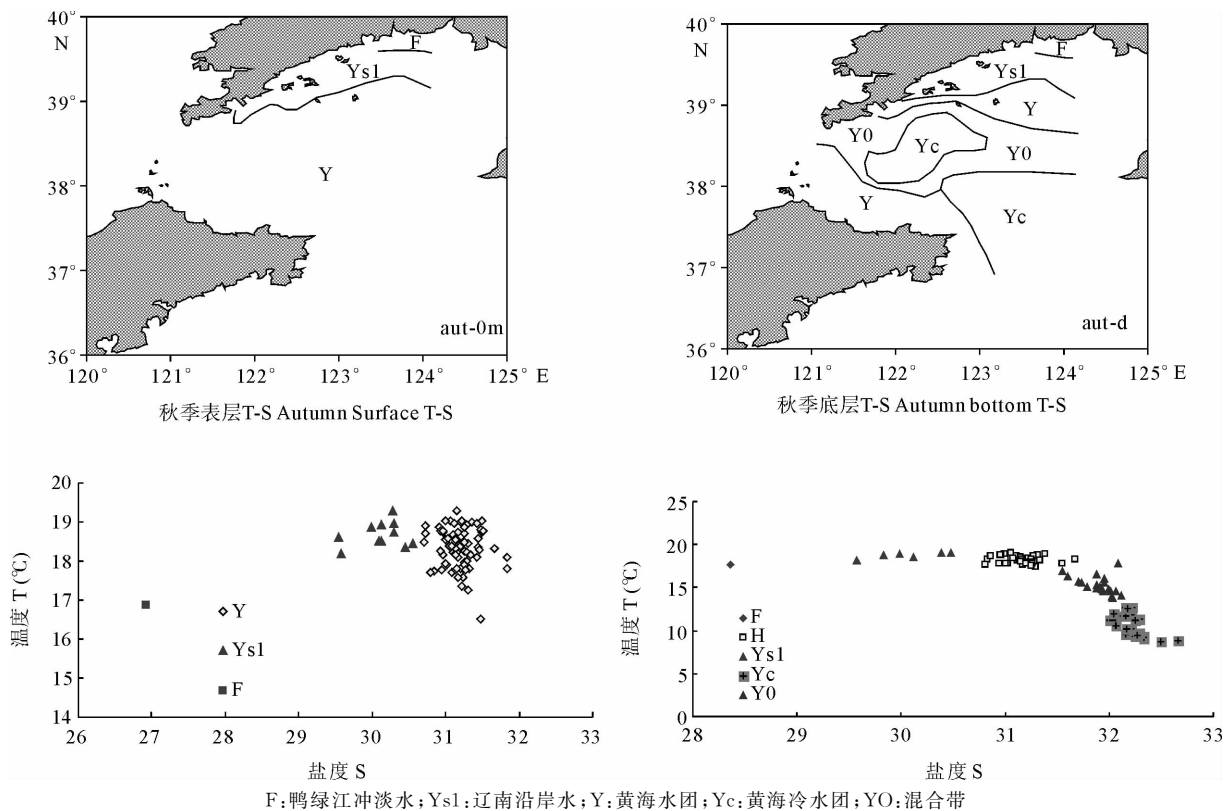 40°
N
39°
38°
37°
36°
120° 121° 122° 123° 124° 125° E
F
Ys1
Y
aut-0m
秋季表层T-S Autumn Surface T-S
40°
N
39°
38°
37°
36°
120° 121° 122° 123° 124° 125° E
F
Ys1
Y
Y0
Yc
Y0
Y
Yc
aut-d
秋季底层T-S Autumn bottom T-S
20
19
18
17
16
15
14
26 27 28 29 30 31 32 33
温度 T (℃)
盐度 S
Y
Ys1
F
25
20
15
10
5
0
28 29 30 31 32 33
温度 T (℃)
盐度 S
F
H
Ys1
Yc
Y0
F:鸭绿江冲淡水;Ys1:辽南沿岸水;Y:黄海水团;Yc:黄海冷水团;YO:混合带